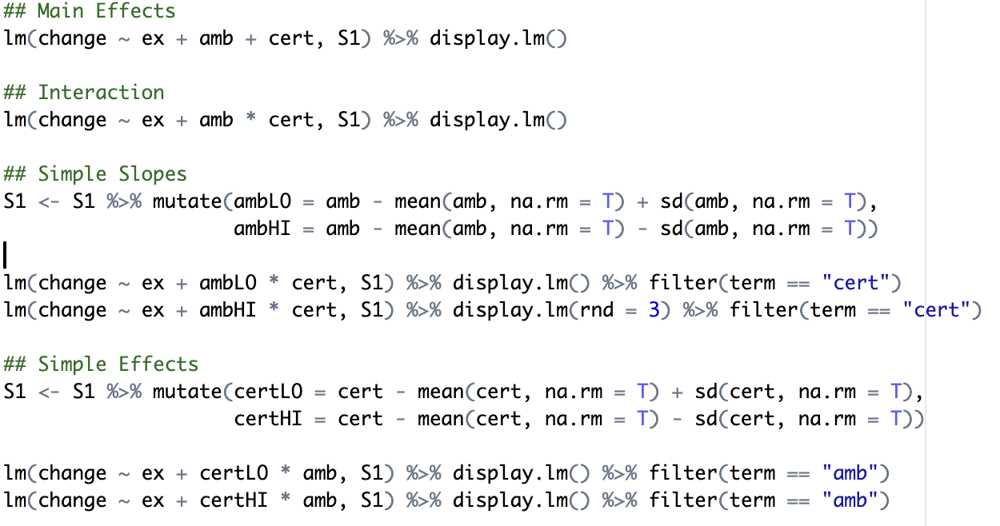 ## Main Effects
lm(change ~ ex + amb + cert, S1) %>% display.lm()
## Interaction
lm(change ~ ex + amb * cert, S1) %>% display.lm()
## Simple Slopes
S1 <- S1 %>% mutate(ambLO = amb - mean(amb, na.rm = T) + sd(amb, na.rm = T),
ambHI = amb - mean(amb, na.rm = T) - sd(amb, na.rm = T))
lm(change ~ ex + ambLO * cert, S1) %>% display.lm() %>% filter(term == "cert")
lm(change ~ ex + ambHI * cert, S1) %>% display.lm(rnd = 3) %>% filter(term == "cert")
## Simple Effects
S1 <- S1 %>% mutate(certLO = cert - mean(cert, na.rm = T) + sd(cert, na.rm = T),
certHI = cert - mean(cert, na.rm = T) - sd(cert, na.rm = T))
lm(change ~ ex + certLO * amb, S1) %>% display.lm() %>% filter(term == "amb")
lm(change ~ ex + certHI * amb, S1) %>% display.lm() %>% filter(term == "amb")